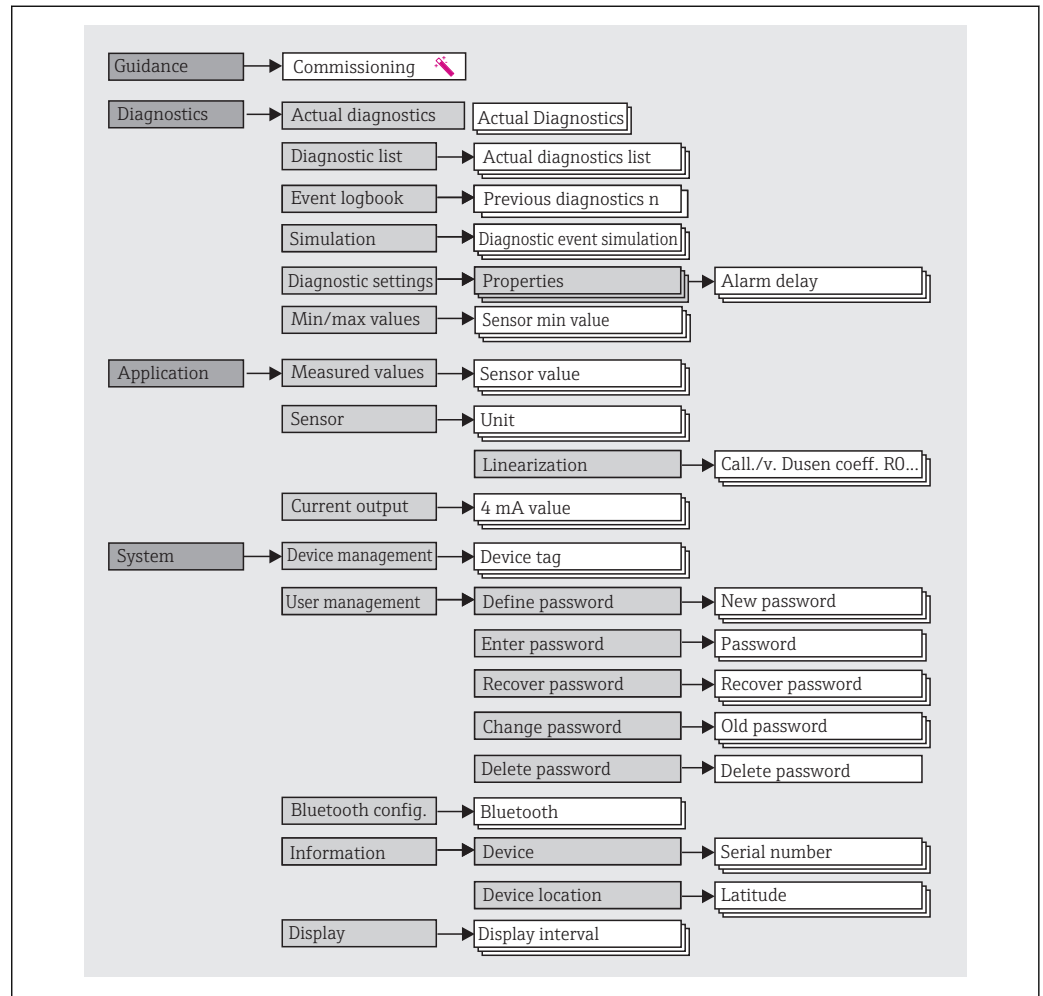 Guidance Commissioning
Diagnostics Actual diagnostics Actual Diagnostics
Diagnostic list Actual diagnostics list
Event logbook Previous diagnostics n
Simulation Diagnostic event simulation
Diagnostic settings Properties Alarm delay
Min/max values Sensor min value
Application Measured values Sensor value
Sensor Unit
Linearization Call./v. Dusen coeff. R0...
Current output 4 mA value
System Device management Device tag
User management Define password New password
Enter password Password
Recover password Recover password
Change password Old password
Delete password Delete password
Bluetooth config. Bluetooth
Information Device Serial number
Device location Latitude
Display Display interval